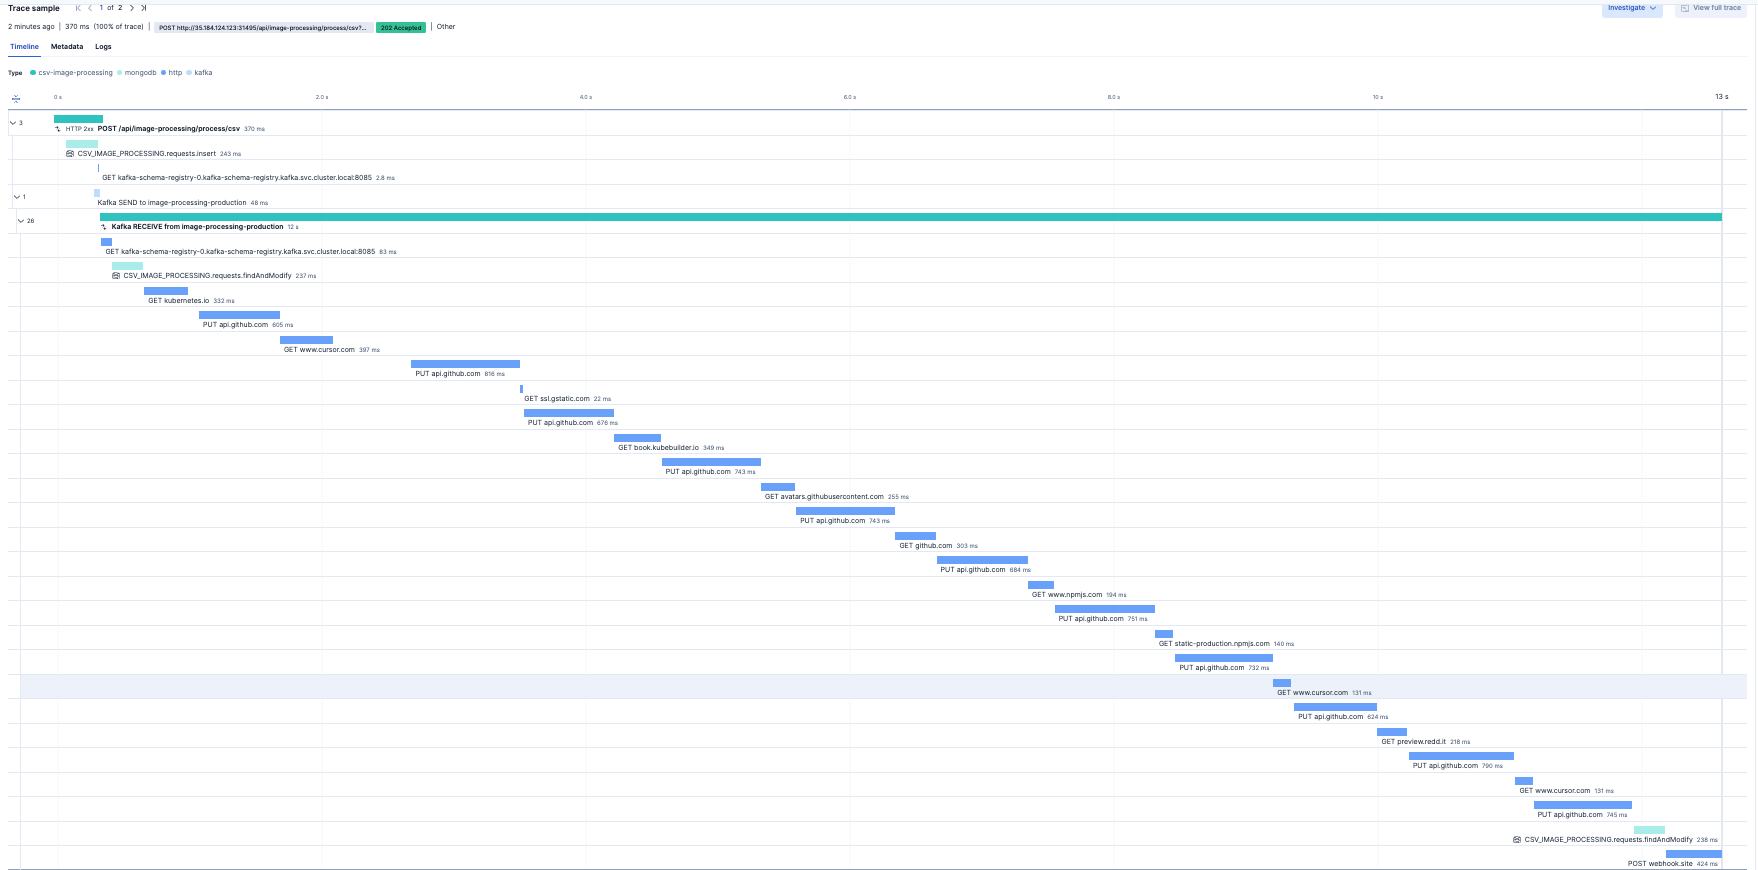 Trace sample 1 of 2 Investigate View full trace
2 minutes ago 370 ms (100% of trace) POST http://35.184.124.123:31495/api/image-processing/process/csv?... 202 Accepted Other
Timeline Metadata Logs
Type csv-image-processing mongodb http kafka
0 s 2.0 s 4.0 s 6.0 s 8.0 s 10 s 13 s
3
HTTP 2xx POST /api/image-processing/process/csv 370 ms
CSV_IMAGE_PROCESSING.requests.insert 243 ms
GET kafka-schema-registry-0.kafka-schema-registry.kafka.svc.cluster.local:8085 2.8 ms
1
Kafka SEND to image-processing-production 48 ms
26
Kafka RECEIVE from image-processing-production 12 s
GET kafka-schema-registry-0.kafka-schema-registry.kafka.svc.cluster.local:8085 83 ms
CSV_IMAGE_PROCESSING.requests.findAndModify 237 ms
GET kubernetes.io 332 ms
PUT api.github.com 605 ms
GET www.cursor.com 397 ms
PUT api.github.com 816 ms
GET ssl.gstatic.com 22 ms
PUT api.github.com 676 ms
GET book.kubebuilder.io 349 ms
PUT api.github.com 743 ms
GET avatars.githubusercontent.com 255 ms
PUT api.github.com 743 ms
GET github.com 303 ms
PUT api.github.com 684 ms
GET www.npmjs.com 194 ms
PUT api.github.com 751 ms
GET static-production.npmjs.com 140 ms
PUT api.github.com 732 ms
GET www.cursor.com 131 ms
PUT api.github.com 624 ms
GET preview.redd.it 218 ms
PUT api.github.com 790 ms
GET www.cursor.com 131 ms
PUT api.github.com 745 ms
CSV_IMAGE_PROCESSING.requests.findAndModify 238 ms
POST webhook.site 424 ms